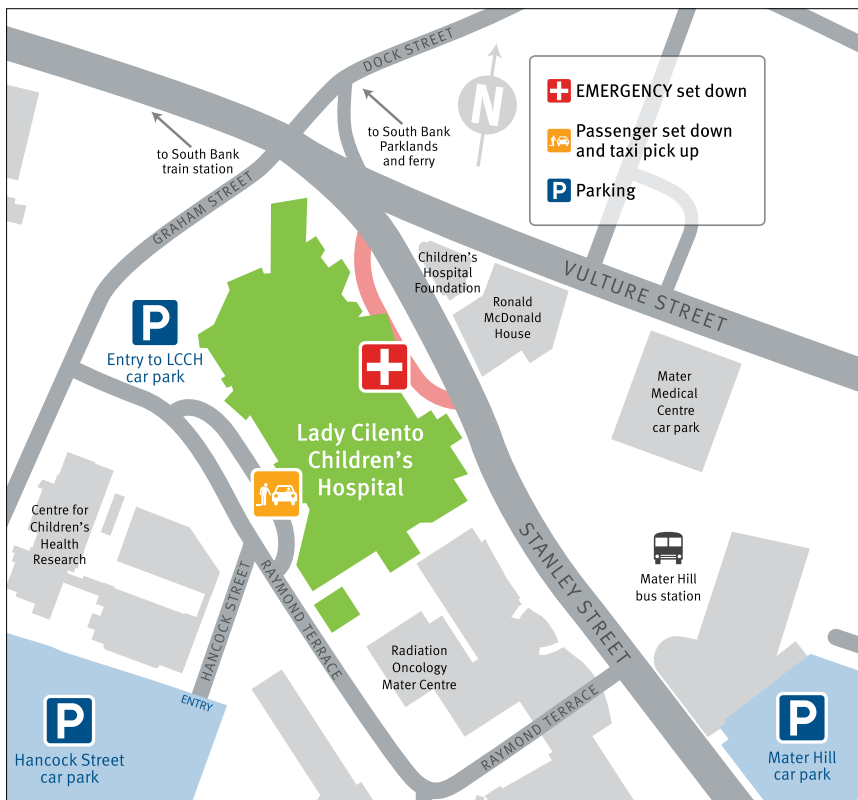 DOCK STREET
N
to South Bank
train station
to South Bank
Parklands
and ferry
EMERGENCY set down
Passenger set down
and taxi pick up
P
Parking
GRAHAM STREET
Children's
Hospital
Foundation
VULTURE STREET
Ronald
McDonald
House
P
Entry to LCCH
car park
Mater
Medical
Centre
car park
Lady Cilento
Children's
Hospital
Centre for
Children's
Health
Research
STANLEY STREET
Mater Hill
bus station
HANCOCK STREET
RAYMOND TERRACE
Radiation
Oncology
Mater Centre
ENTRY
RAYMOND TERRACE
P
Hancock Street
car park
P
Mater Hill
car park